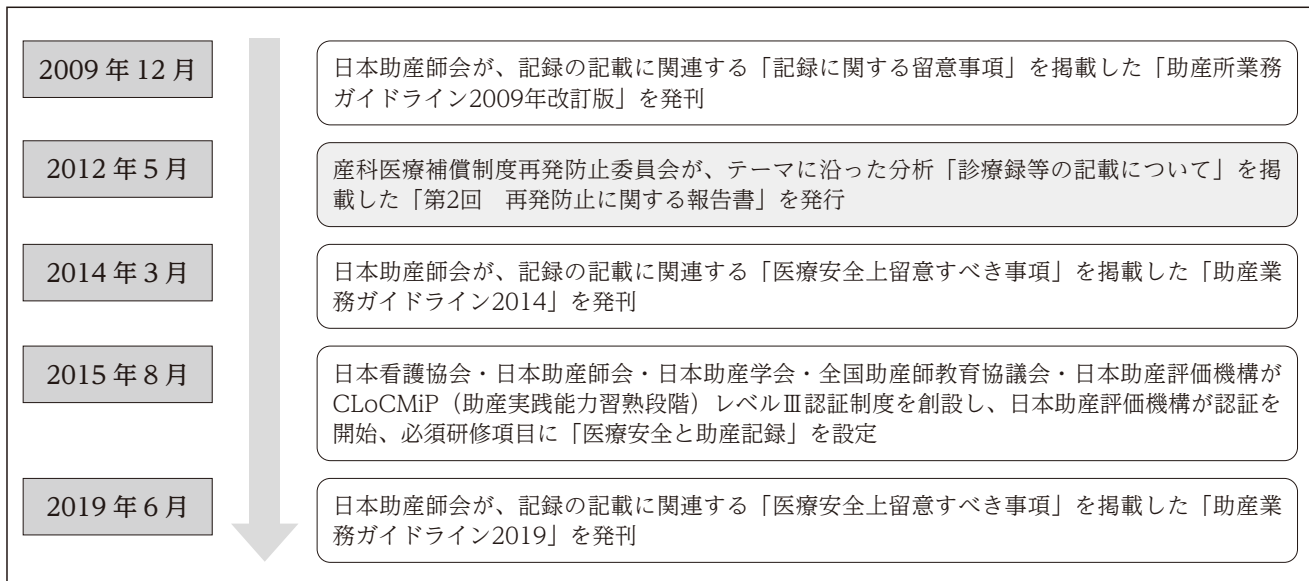 2009年12月
日本助産師会が、記録の記載に関連する「記録に関する留意事項」を掲載した「助産所業務
ガイドライン2009年改訂版」を発刊
2012年5月
産科医療補償制度再発防止委員会が、テーマに沿った分析「診療録等の記載について」を掲
載した「第2回　再発防止に関する報告書」を発行
2014年3月
日本助産師会が、記録の記載に関連する「医療安全上留意すべき事項」を掲載した「助産業
務ガイドライン2014」を発刊
2015年8月
日本看護協会・日本助産師会・日本助産学会・全国助産師教育協議会・日本助産評価機構が
CLoCMiP（助産実践能力習熟段階）レベルⅢ認証制度を創設し、日本助産評価機構が認証を
開始、必須研修項目に「医療安全と助産記録」を設定
2019年6月
日本助産師会が、記録の記載に関連する「医療安全上留意すべき事項」を掲載した「助産業
務ガイドライン2019」を発刊